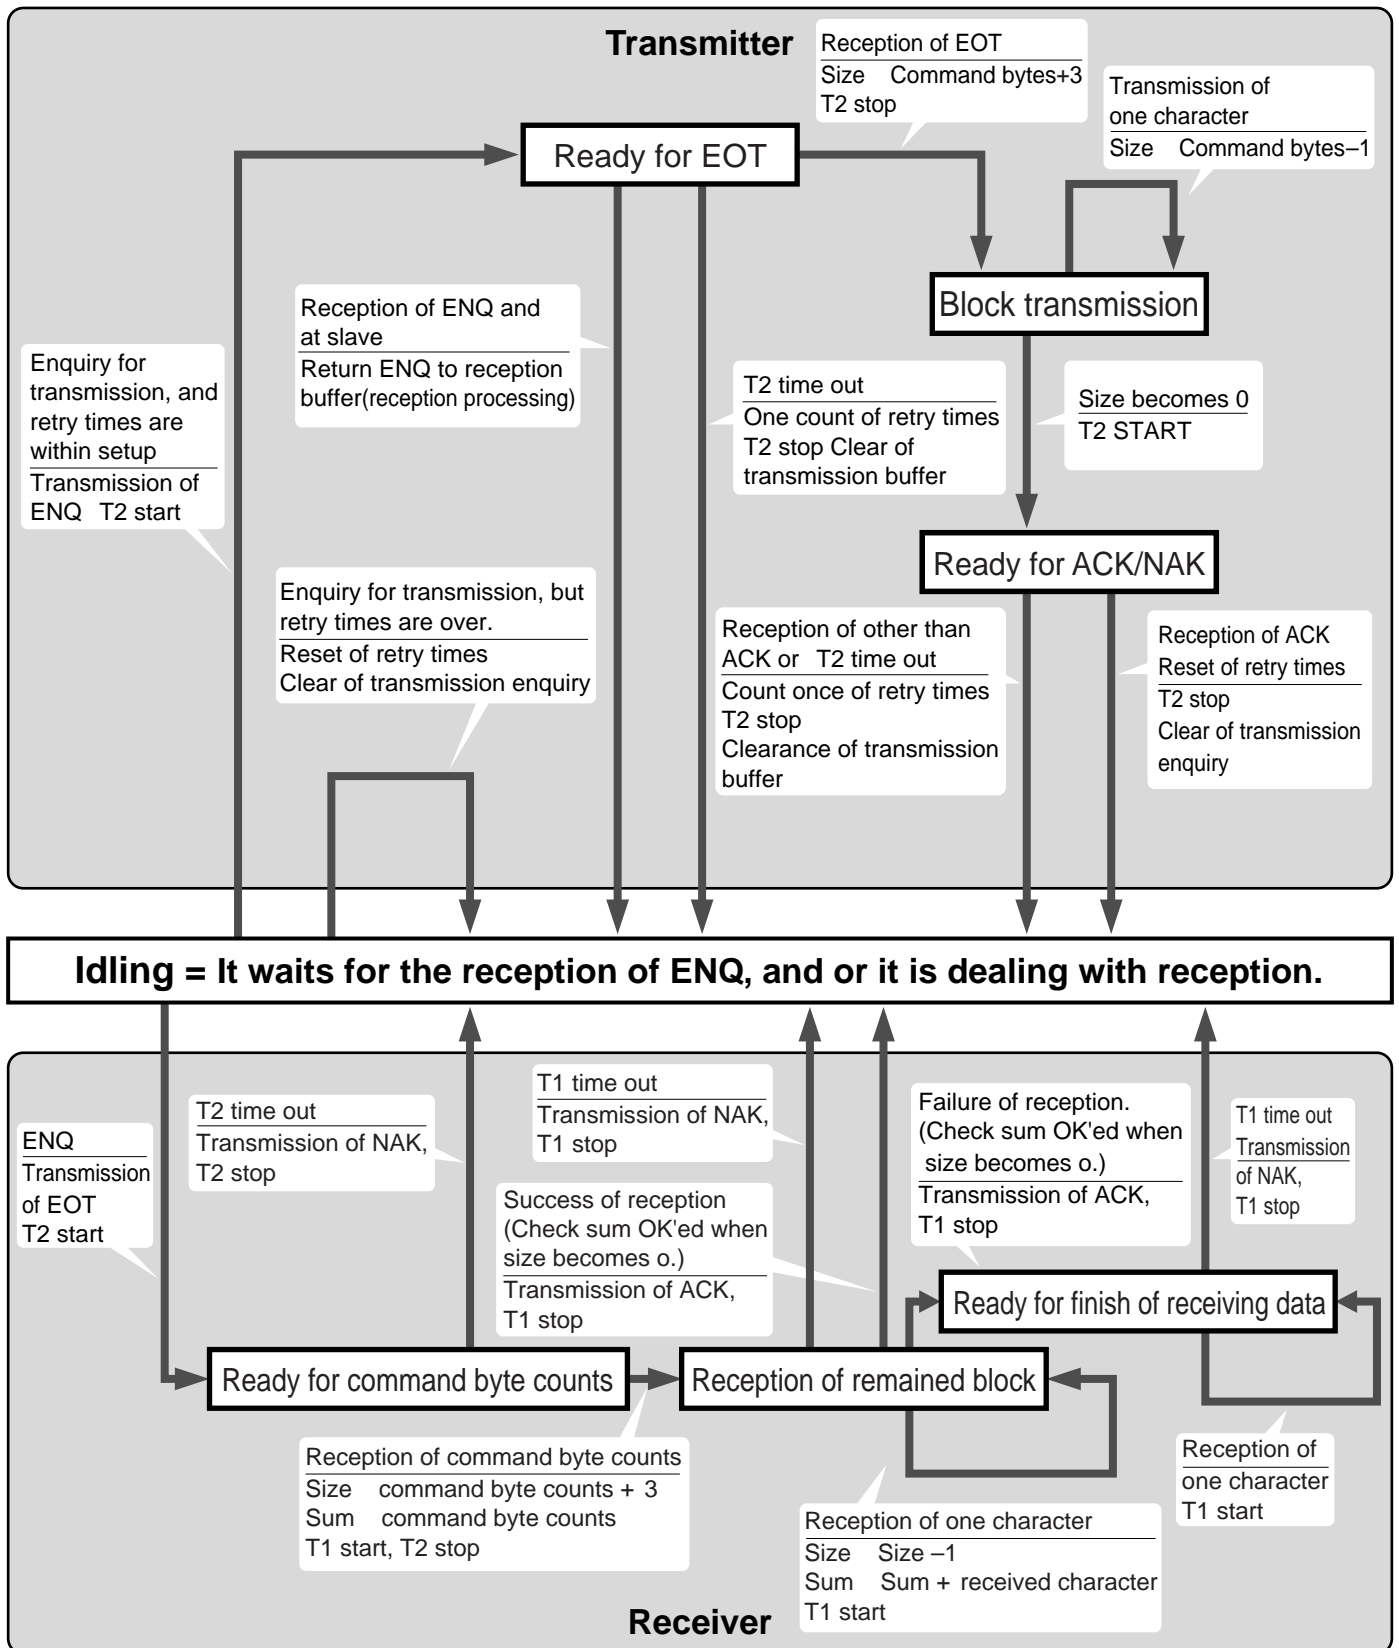 Transmitter
Reception of EOT
Size Command bytes+3
T2 stop
Transmission of
one character
Size Command bytes–1
Ready for EOT
Block transmission
Reception of ENQ and
at slave
Return ENQ to reception
buffer(reception processing)
Enquiry for
transmission, and
retry times are
within setup
Transmission of
ENQ T2 start
T2 time out
One count of retry times
T2 stop Clear of
transmission buffer
Size becomes 0
T2 START
Ready for ACK/NAK
Enquiry for transmission, but
retry times are over.
Reset of retry times
Clear of transmission enquiry
Reception of other than
ACK or T2 time out
Count once of retry times
T2 stop
Clearance of transmission
buffer
Reception of ACK
Reset of retry times
T2 stop
Clear of transmission
enquiry
Idling = It waits for the reception of ENQ, and or it is dealing with reception.
ENQ
Transmission
of EOT
T2 start
T2 time out
Transmission of NAK,
T2 stop
T1 time out
Transmission of NAK,
T1 stop
Success of reception
(Check sum OK'ed when
size becomes o.)
Transmission of ACK,
T1 stop
Failure of reception.
(Check sum OK'ed when
size becomes o.)
Transmission of ACK,
T1 stop
T1 time out
Transmission
of NAK,
T1 stop
Ready for finish of receiving data
Ready for command byte counts
Reception of remained block
Reception of command byte counts
Size command byte counts + 3
Sum command byte counts
T1 start, T2 stop
Reception of one character
Size Size –1
Sum Sum + received character
T1 start
Reception of
one character
T1 start
Receiver